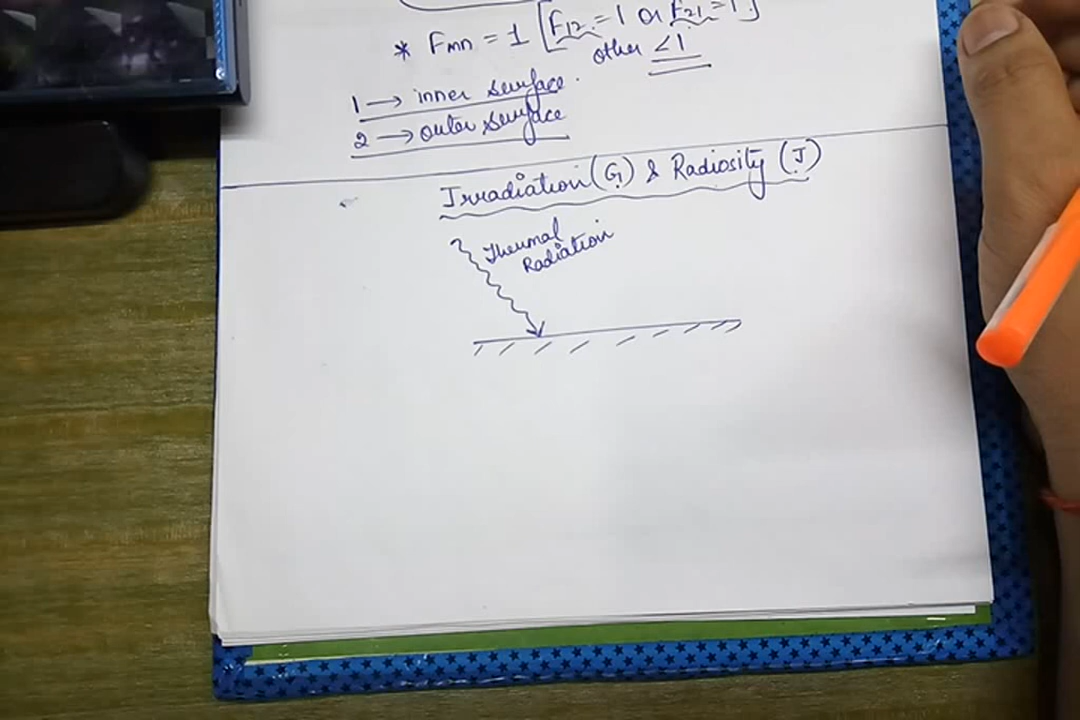 * Fmn = 1 [F12 = 1 or F21 = 1]
other < 1
1 → inner surface.
2 → outer surface
Irradiation (G) & Radiosity (J)
Thermal
Radiation